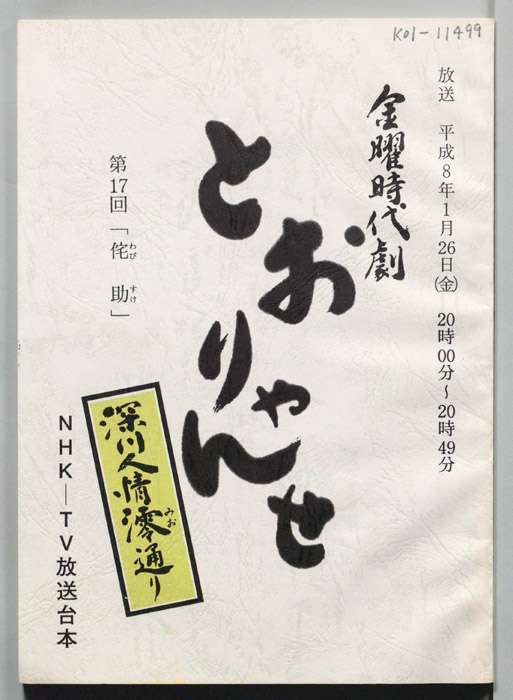 K01-11499
放送 平成8年1月26日(金) 20時00分～20時49分
金曜時代劇
とおりゃんせ
第17回「侘助」
わびすけ
深川人情澪通り
みお
NHK－TV放送台本